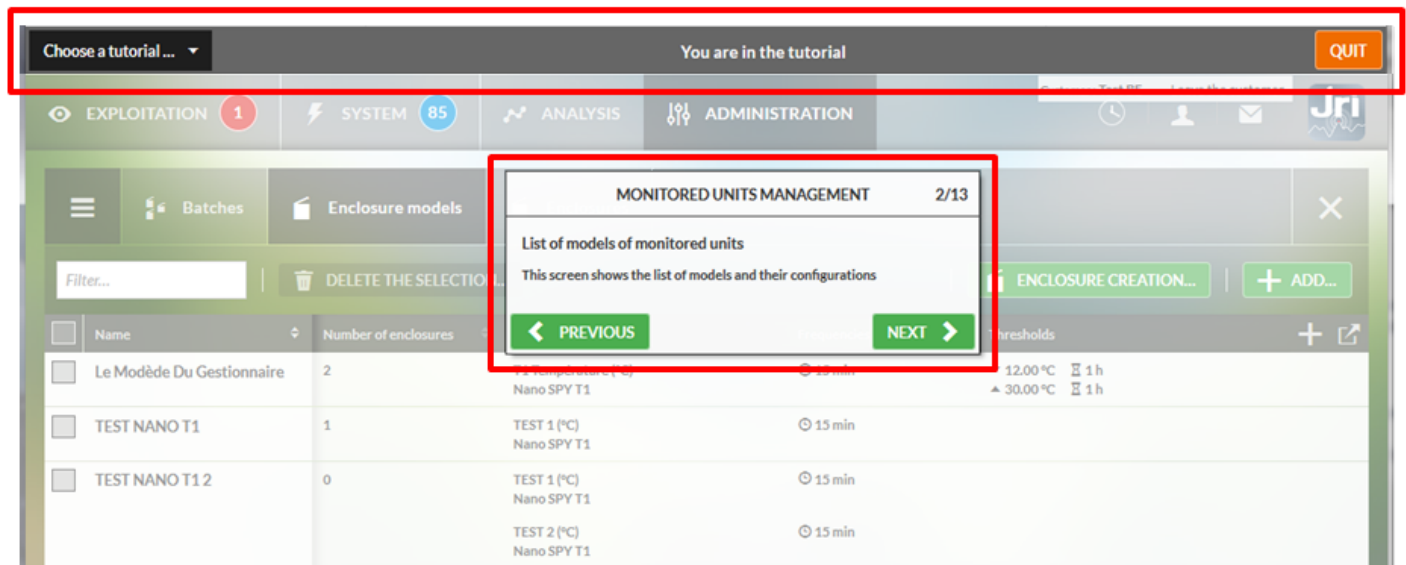 Choose a tutorial ... You are in the tutorial QUIT
EXPLOITATION 1 SYSTEM 85 ANALYSIS ADMINISTRATION Jri
Batches Enclosure models
MONITORED UNITS MANAGEMENT 2/13
List of models of monitored units
This screen shows the list of models and their configurations
PREVIOUS NEXT
Filter... DELETE THE SELECTIO ENCLOSURE CREATION... ADD...
Name Number of enclosures Thresholds
Le Modède Du Gestionnaire 2 T1 Température (°C) 15 min 12.00 °C 1 h
Nano SPY T1 30.00 °C 1 h
TEST NANO T1 1 TEST 1 (°C) 15 min
Nano SPY T1
TEST NANO T1 2 0 TEST 1 (°C) 15 min
Nano SPY T1
TEST 2 (°C) 15 min
Nano SPY T1